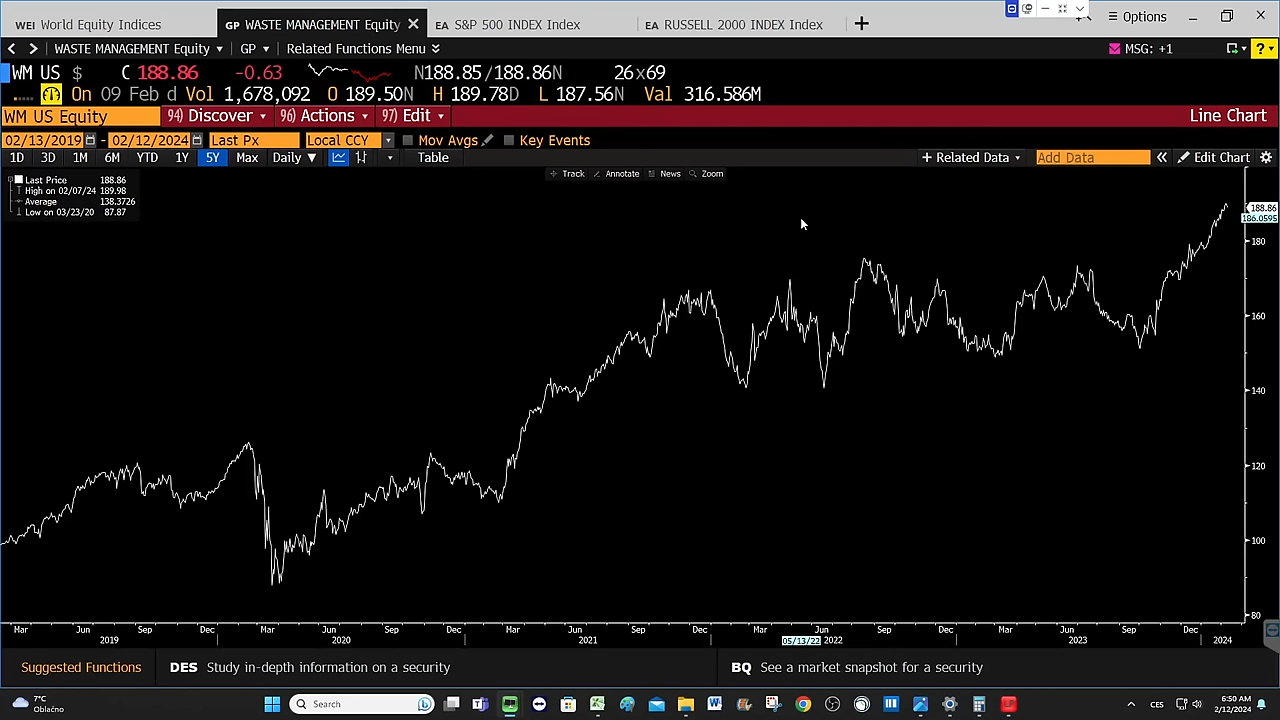 WEI World Equity Indices
GP WASTE MANAGEMENT Equity
EA S&P 500 INDEX Index
EA RUSSELL 2000 INDEX Index
Options
WASTE MANAGEMENT Equity
GP
Related Functions Menu
MSG: +1
?
WM US $ C 188.86 -0.63 N188.85/188.86N 26x69
On 09 Feb d Vol 1,678,092 O 189.50N H 189.78D L 187.56N Val 316.586M
WM US Equity
94) Discover
96) Actions
97) Edit
Line Chart
02/13/2019 - 02/12/2024 Last Px Local CCY Mov Avgs Key Events
1D 3D 1M 6M YTD 1Y 5Y Max Daily ▼ Table
+ Related Data Add Data « Edit Chart
Track Annotate News Zoom
Last Price 188.86
High on 02/07/24 189.98
Average 138.3726
Low on 03/23/20 87.87
188.86
186.0595
180
160
140
120
100
80
Mar Jun Sep Dec Mar Jun Sep Dec Mar Jun Sep Dec Mar Jun Sep Dec Mar Jun Sep Dec
2019 2020 2021 05/13/22 2022 2023 2024
Suggested Functions
DES Study in-depth information on a security
BQ See a market snapshot for a security
7°C
Oblačno
Search
CES
6:50 AM
2/12/2024